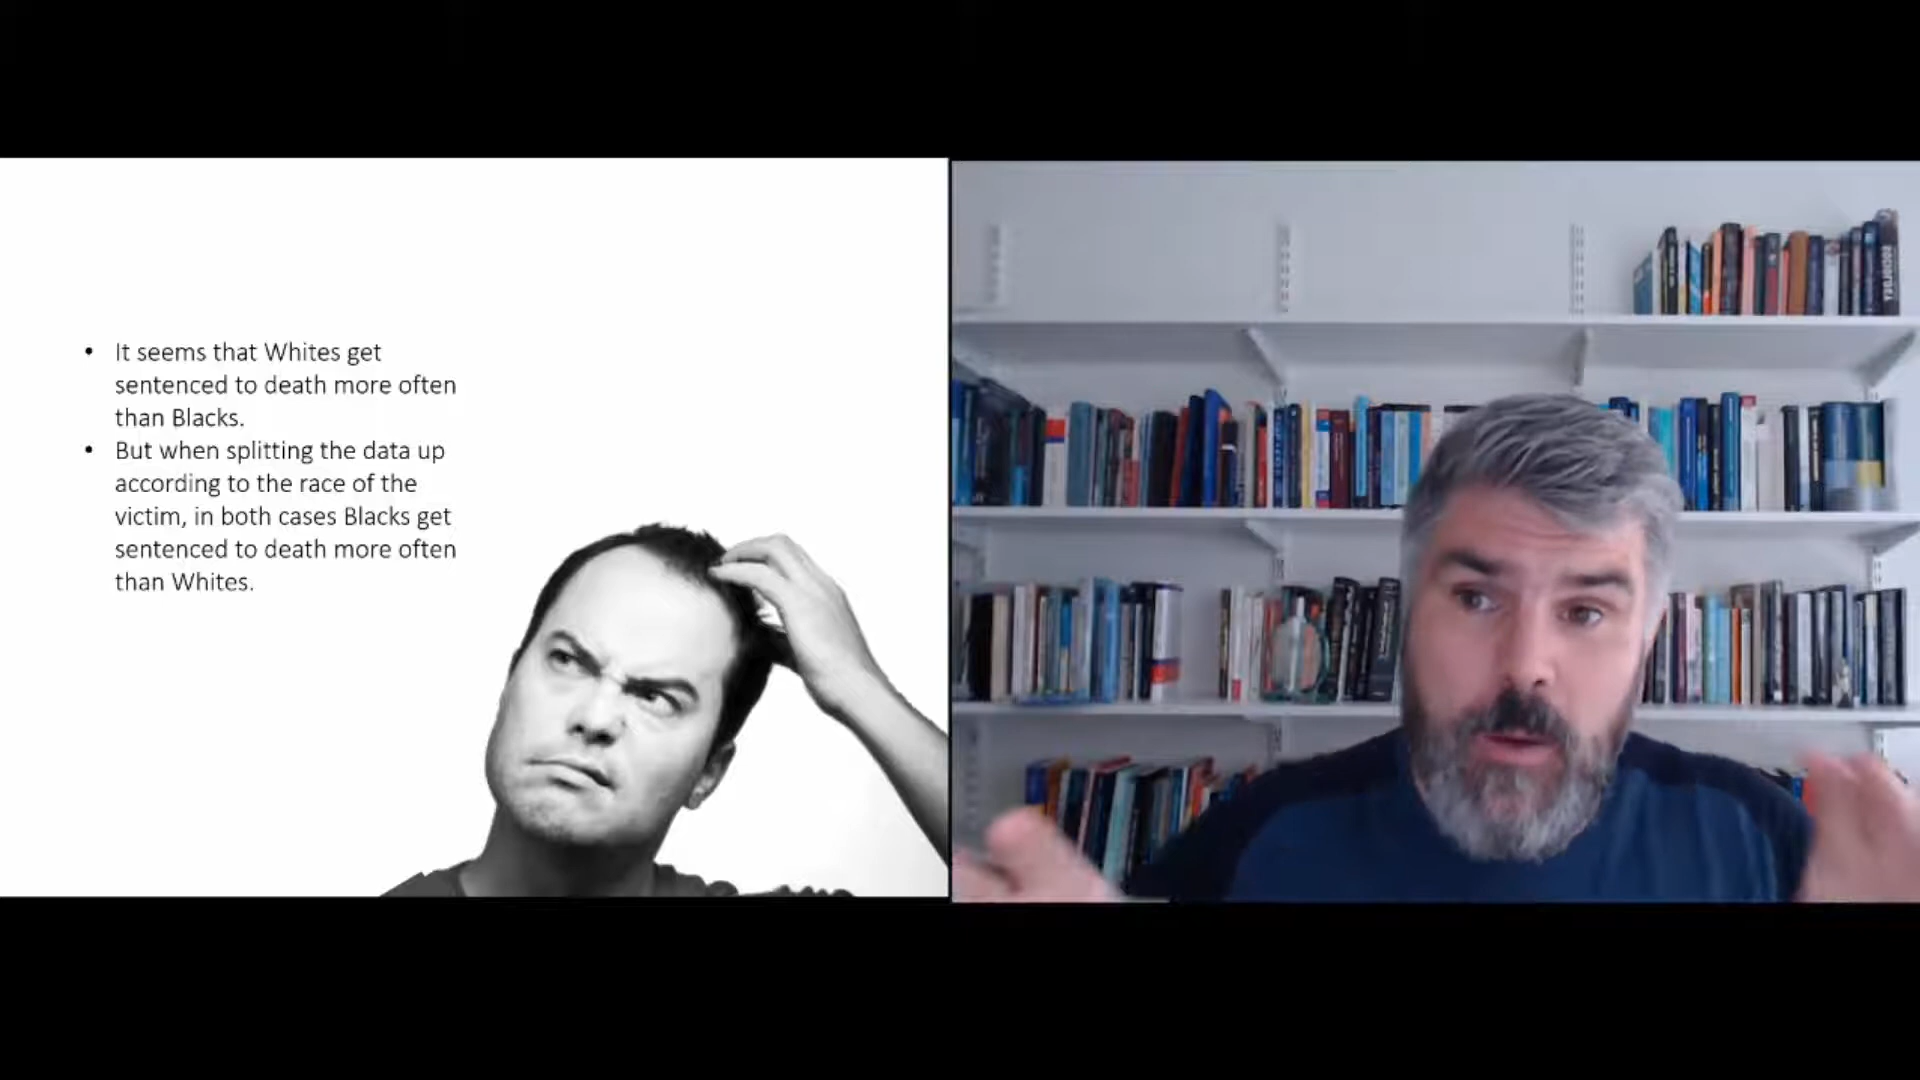 • It seems that Whites get
sentenced to death more often
than Blacks.
• But when splitting the data up
according to the race of the
victim, in both cases Blacks get
sentenced to death more often
than Whites.